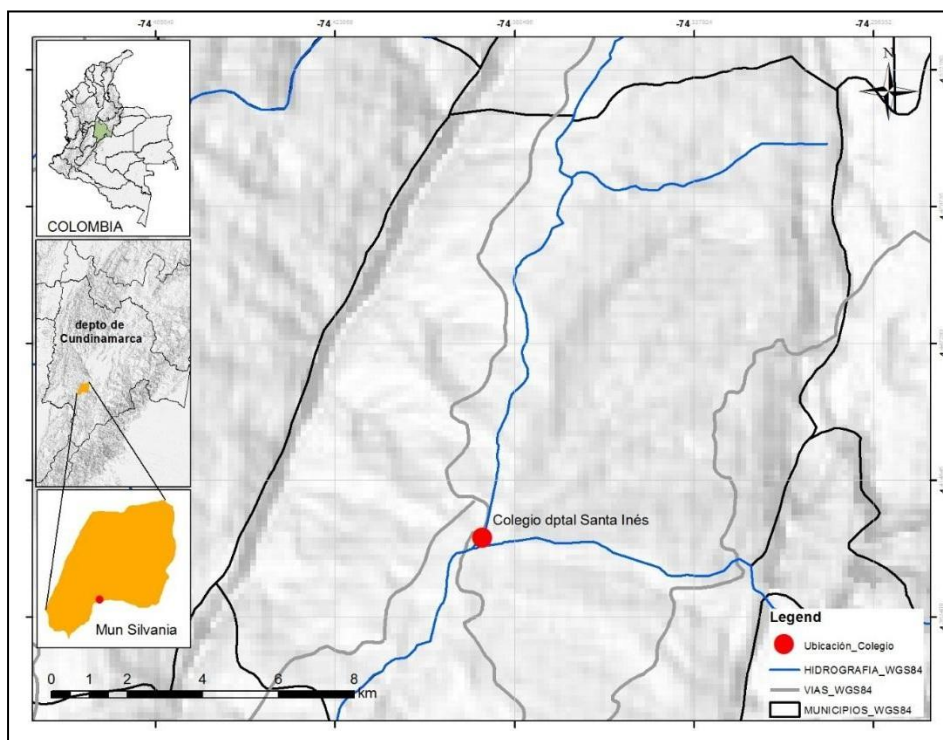 -74
-74
-74
-74
-74
N
COLOMBIA
depto de
Cundinamarca
Mun Silvania
Colegio dptal Santa Inés
0 1 2 4 6 8
km
Legend
Ubicación_Colegio
HIDROGRAFIA_WGS84
VIAS_WGS84
MUNICIPIOS_WGS84